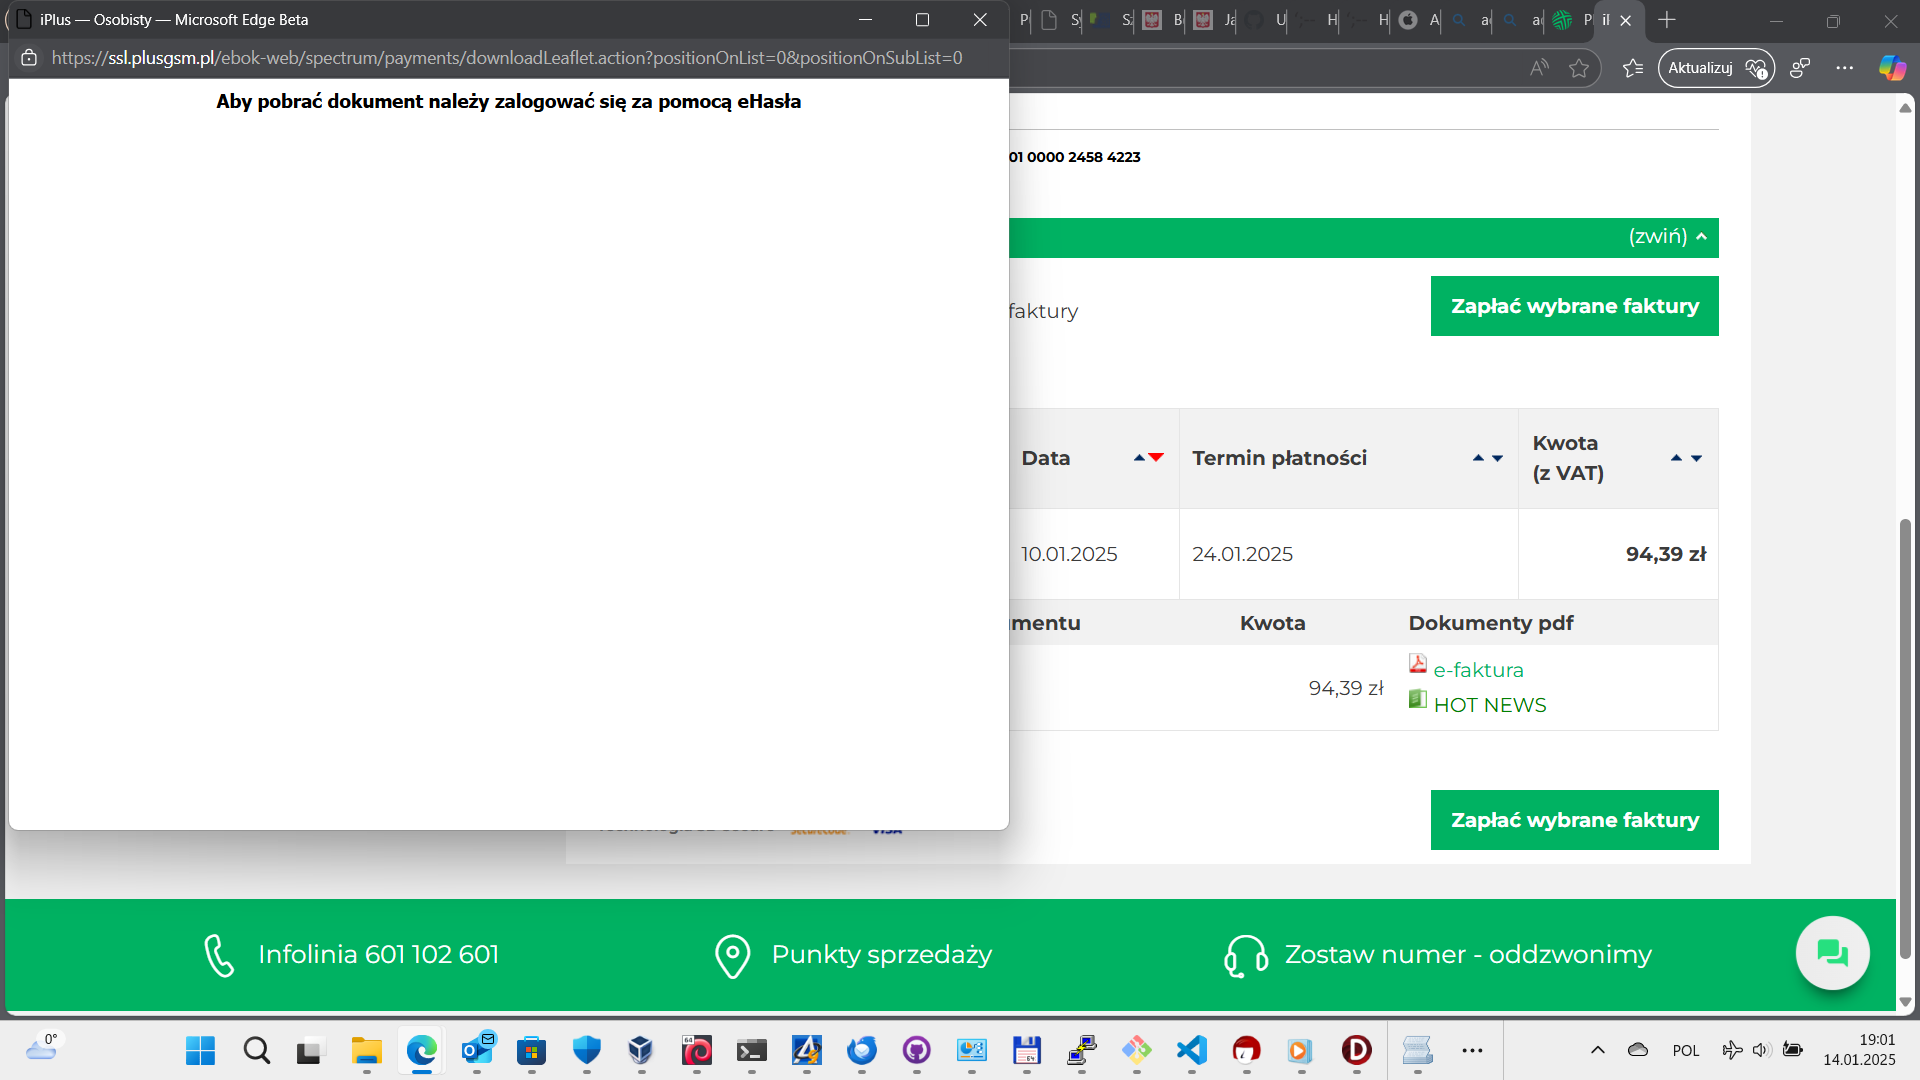 iPlus — Osobisty — Microsoft Edge Beta
https://ssl.plusgsm.pl/ebok-web/spectrum/payments/downloadLeaflet.action?positionOnList=0&positionOnSubList=0
Aktualizuj
Aby pobrać dokument należy zalogować się za pomocą eHasła
01 0000 2458 4223
(zwiń)
faktury
Zapłać wybrane faktury
Data
Termin płatności
Kwota
(z VAT)
10.01.2025
24.01.2025
94,39 zł
mentu
Kwota
Dokumenty pdf
94,39 zł
e-faktura
HOT NEWS
Zapłać wybrane faktury
Infolinia 601 102 601
Punkty sprzedaży
Zostaw numer - oddzwonimy
0°
POL
19:01
14.01.2025